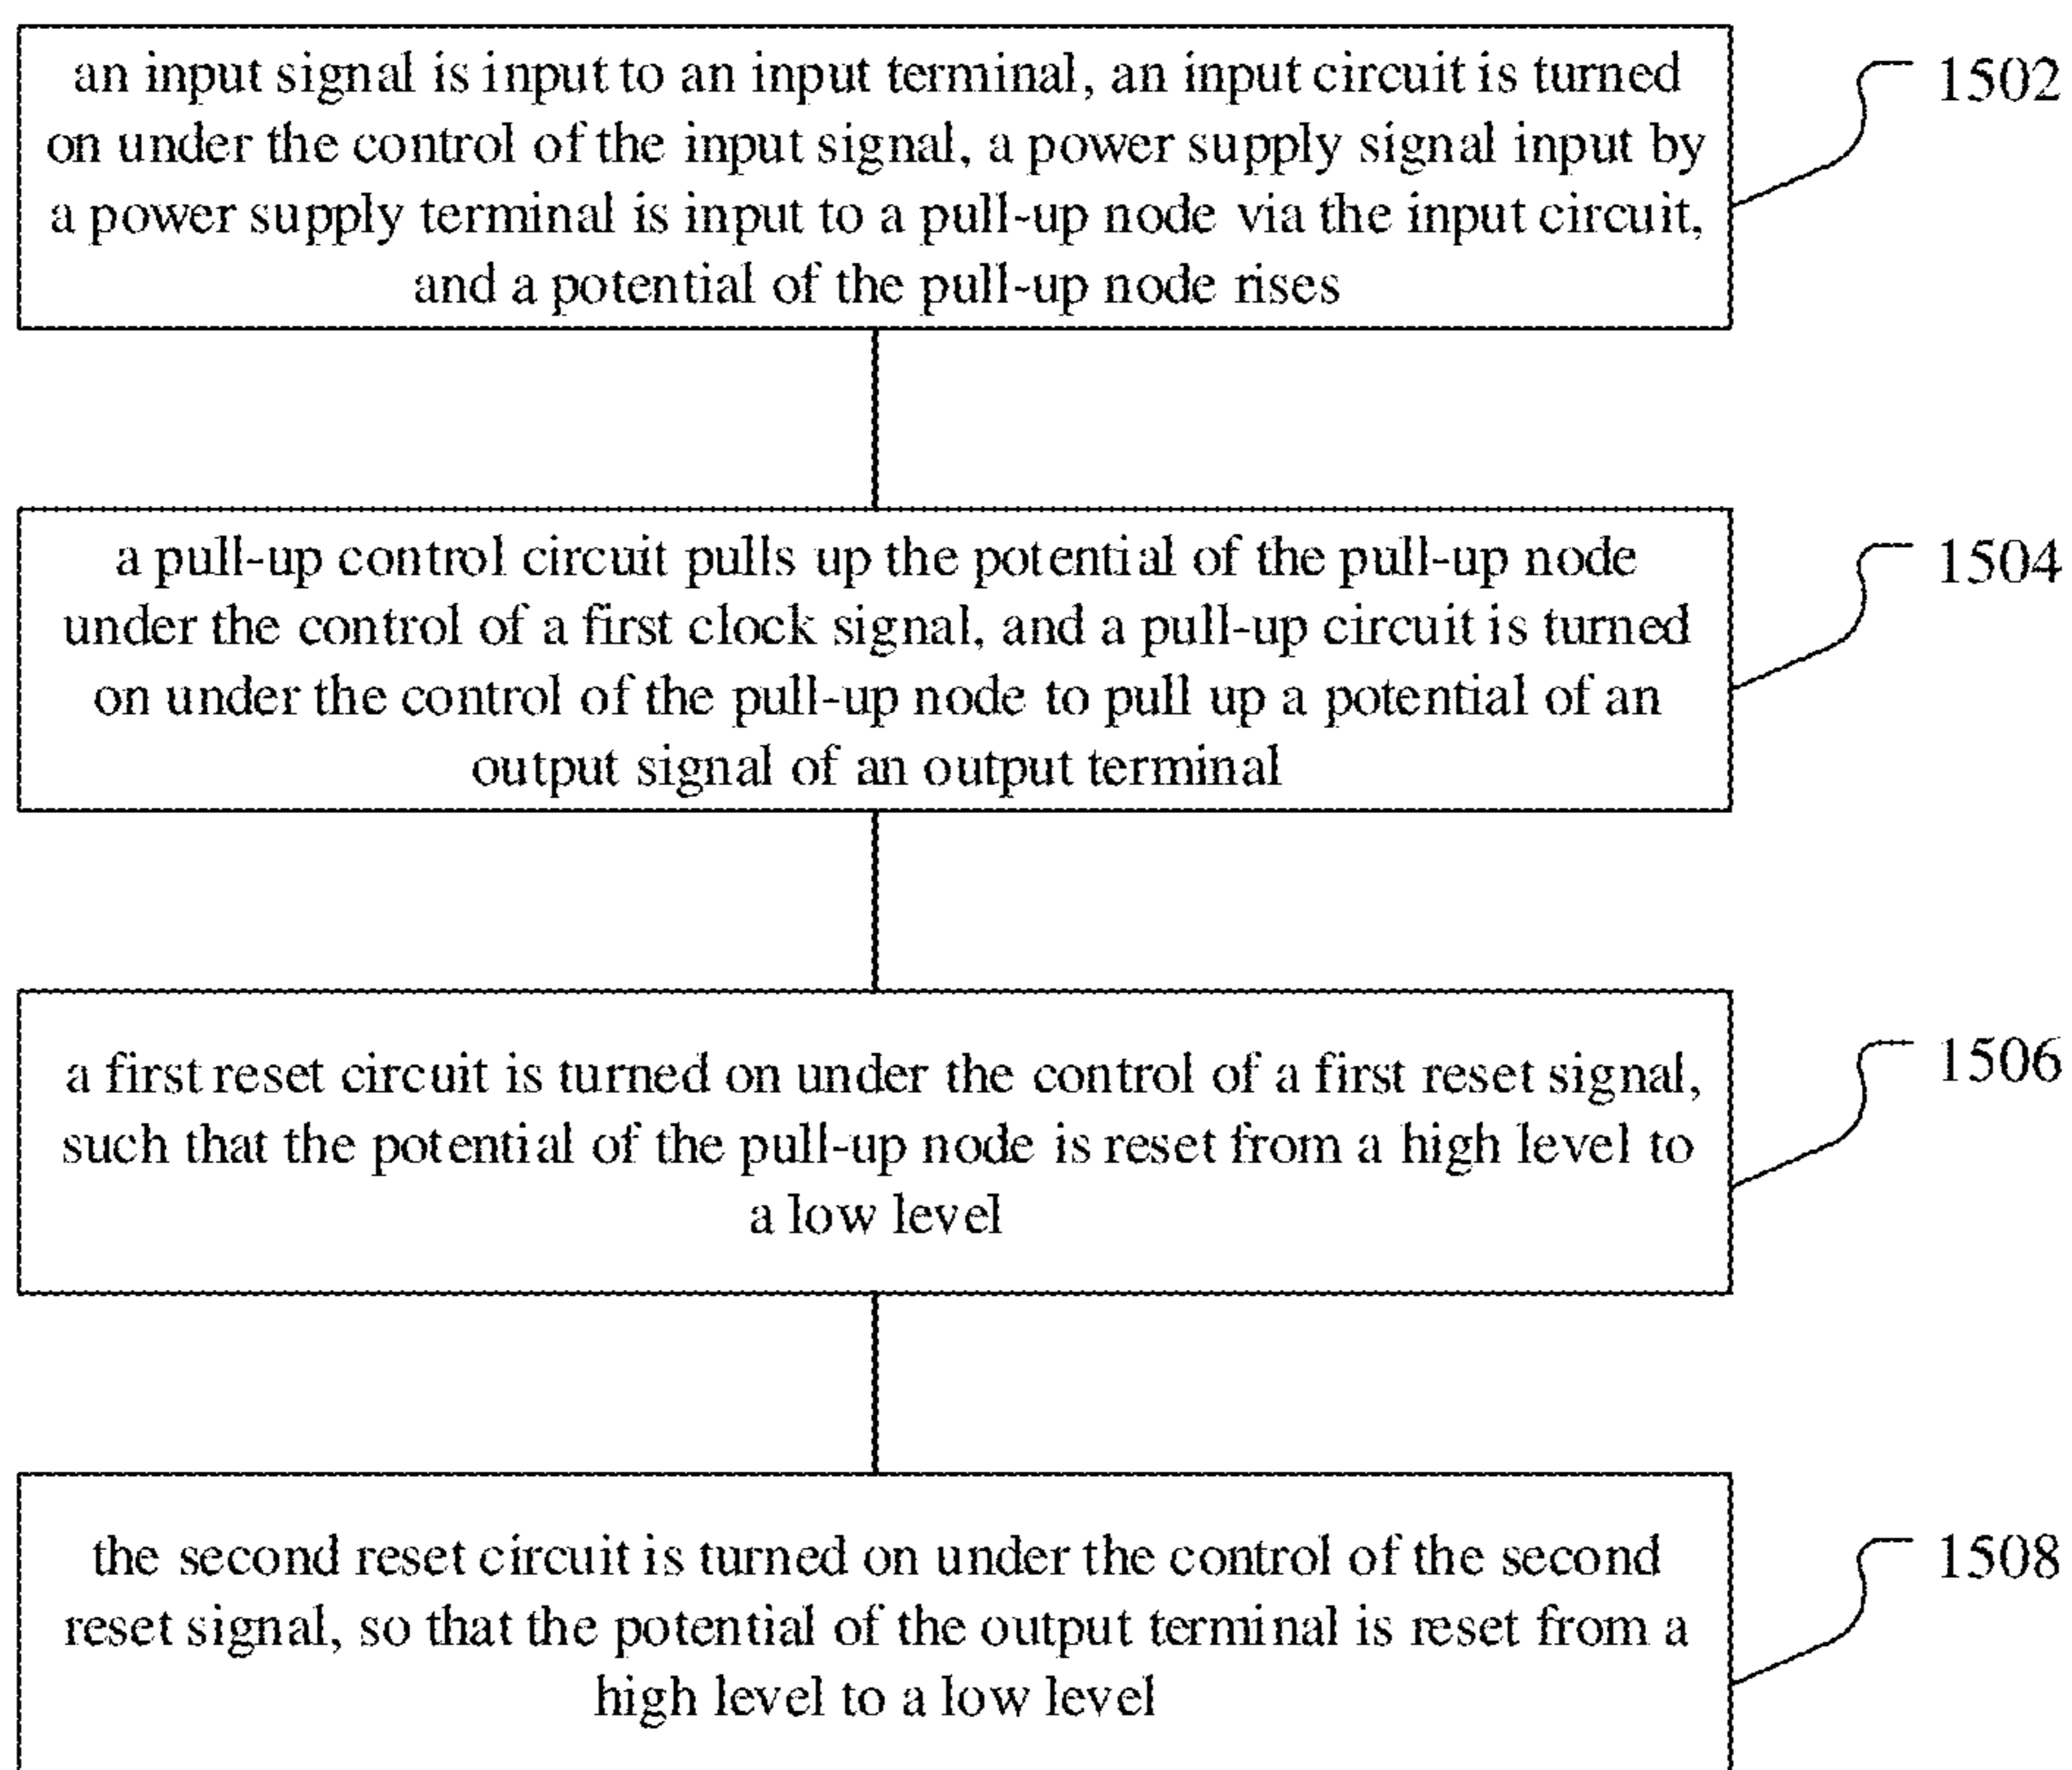 an input signal is input to an input terminal, an input circuit is turned
on under the control of the input signal, a power supply signal input by
a power supply terminal is input to a pull-up node via the input circuit,
and a potential of the pull-up node rises
1502
a pull-up control circuit pulls up the potential of the pull-up node
under the control of a first clock signal, and a pull-up circuit is turned
on under the control of the pull-up node to pull up a potential of an
output signal of an output terminal
1504
a first reset circuit is turned on under the control of a first reset signal,
such that the potential of the pull-up node is reset from a high level to
a low level
1506
the second reset circuit is turned on under the control of the second
reset signal, so that the potential of the output terminal is reset from a
high level to a low level
1508